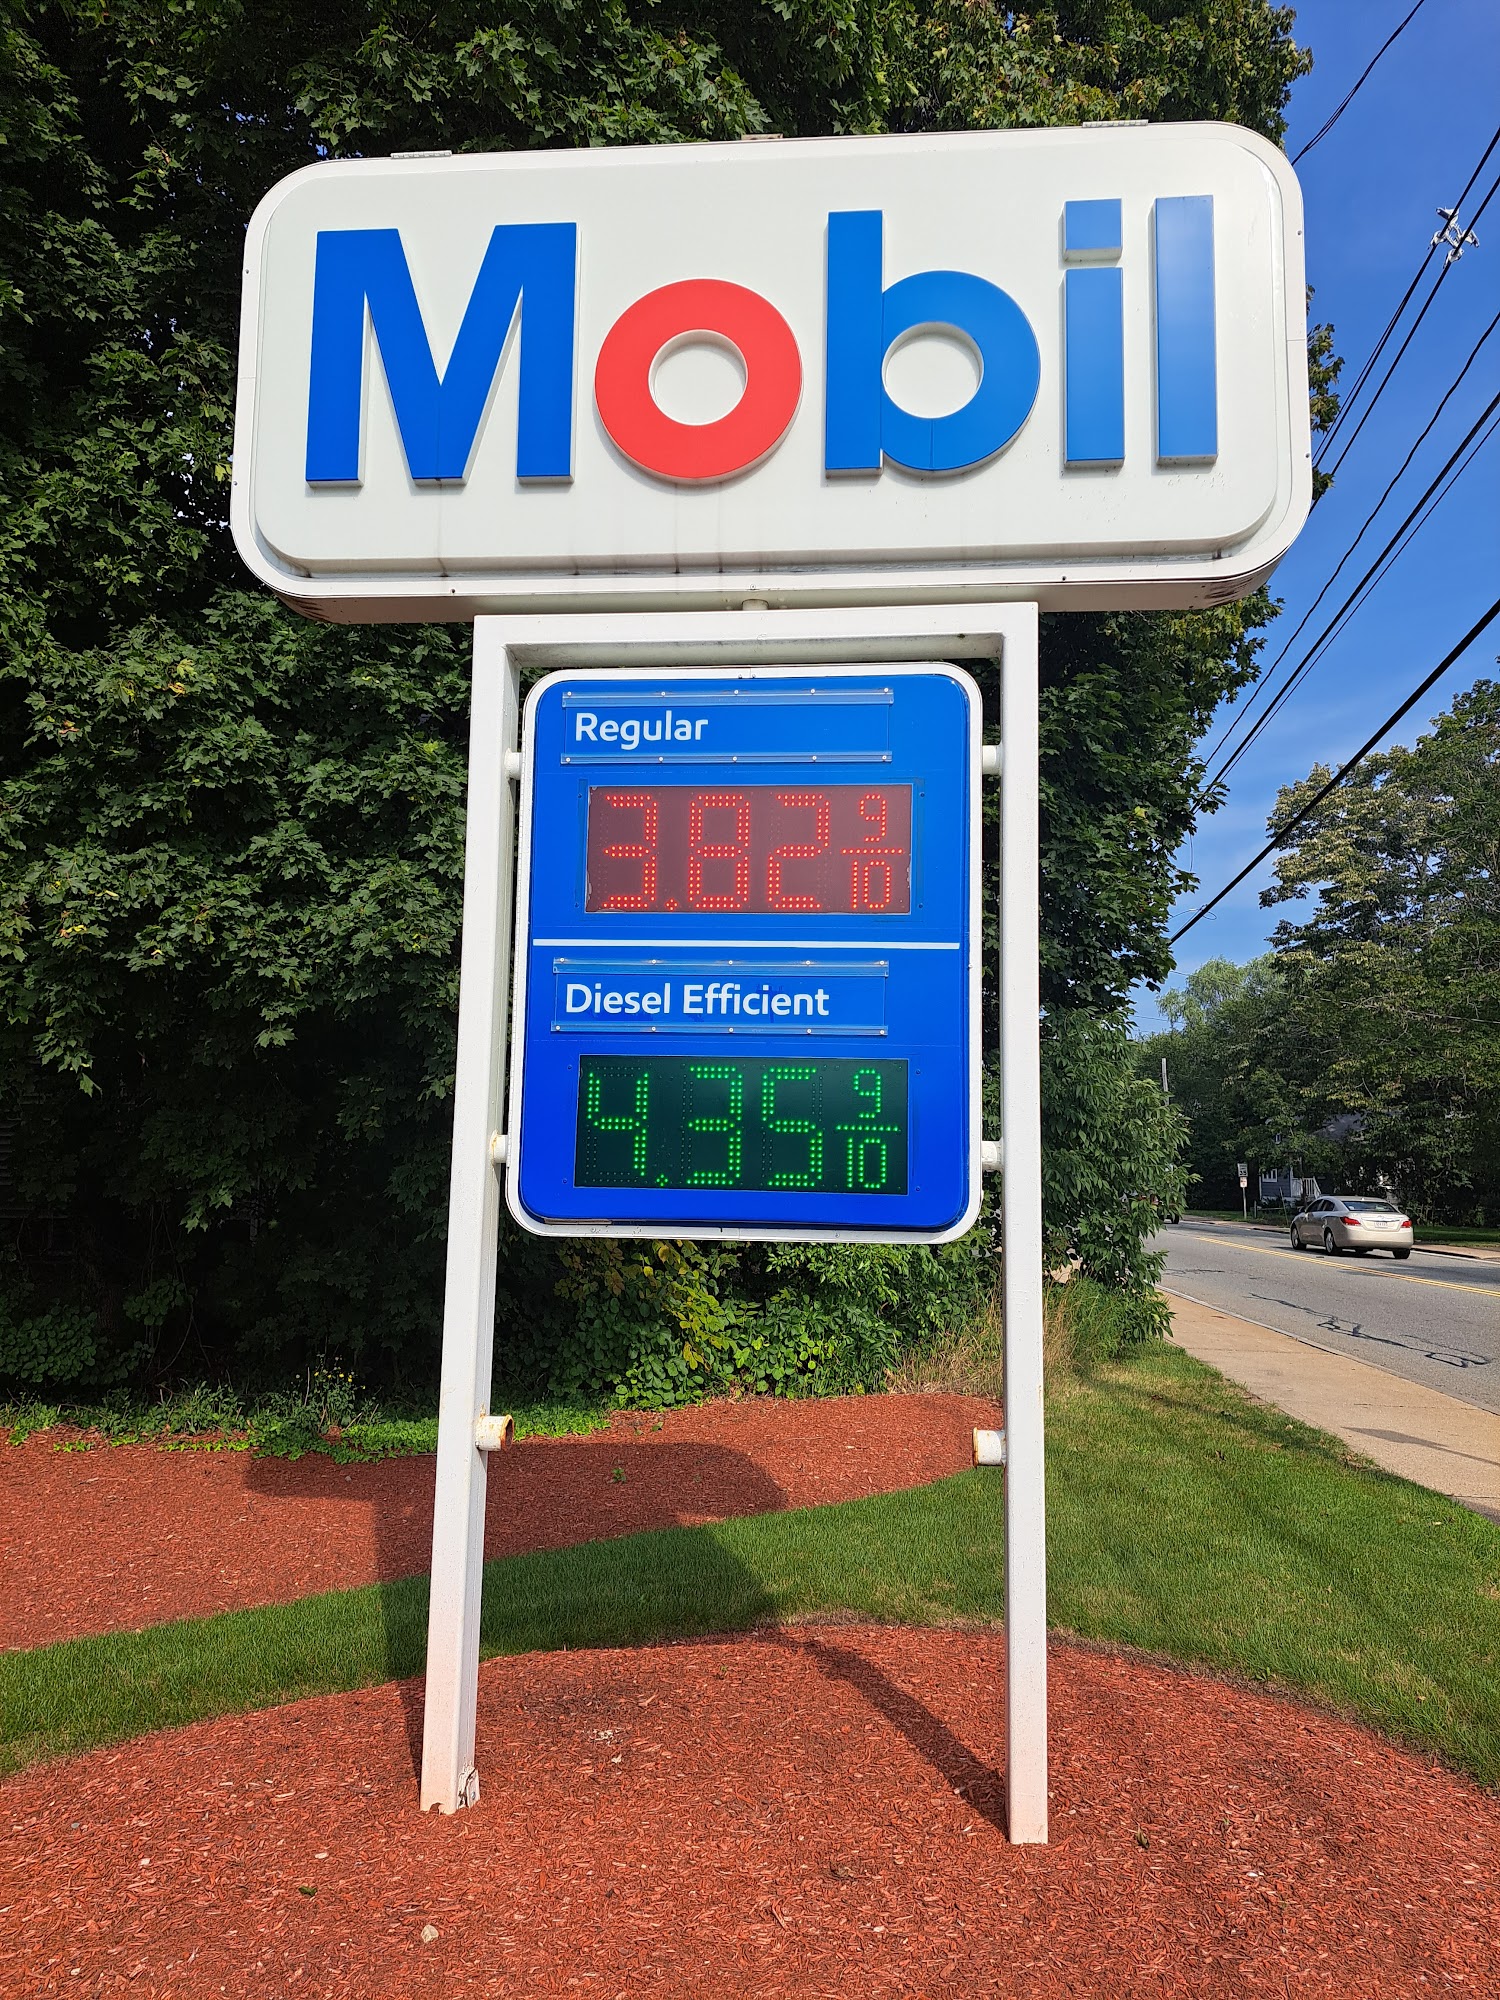 Mobil
Regular
3.82 9/10
Diesel Efficient
4.35 9/10